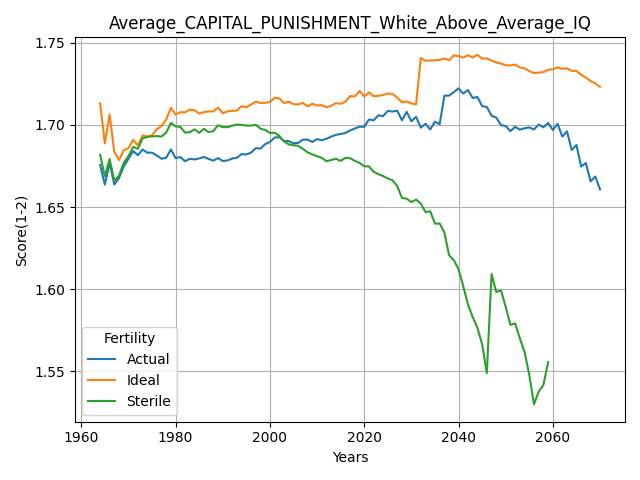 Average_CAPITAL_PUNISHMENT_White_Above_Average_IQ
Score(1-2)
1.75
1.70
1.65
1.60
1.55
Fertility
Actual
Ideal
Sterile
1960
1980
2000
2020
2040
2060
Years